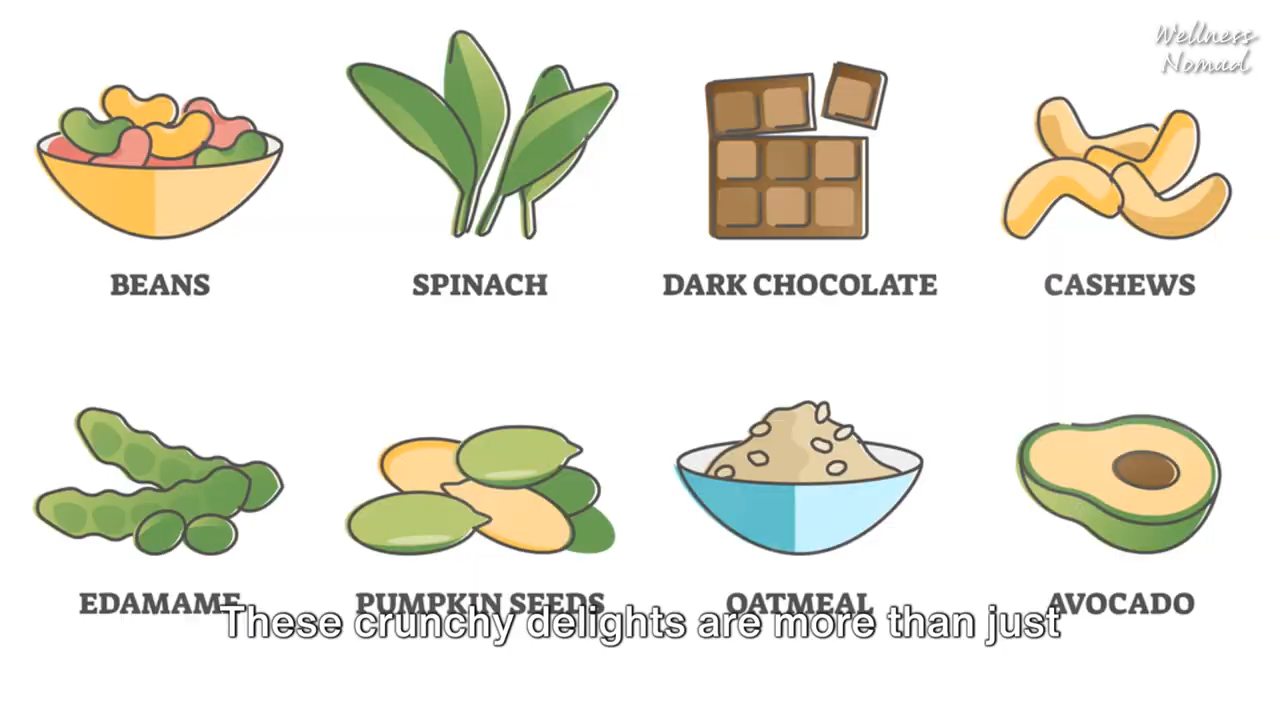 Wellness
Nomad
BEANS
SPINACH
DARK CHOCOLATE
CASHEWS
EDAMAME
PUMPKIN SEEDS
OATMEAL
AVOCADO
These crunchy delights are more than just